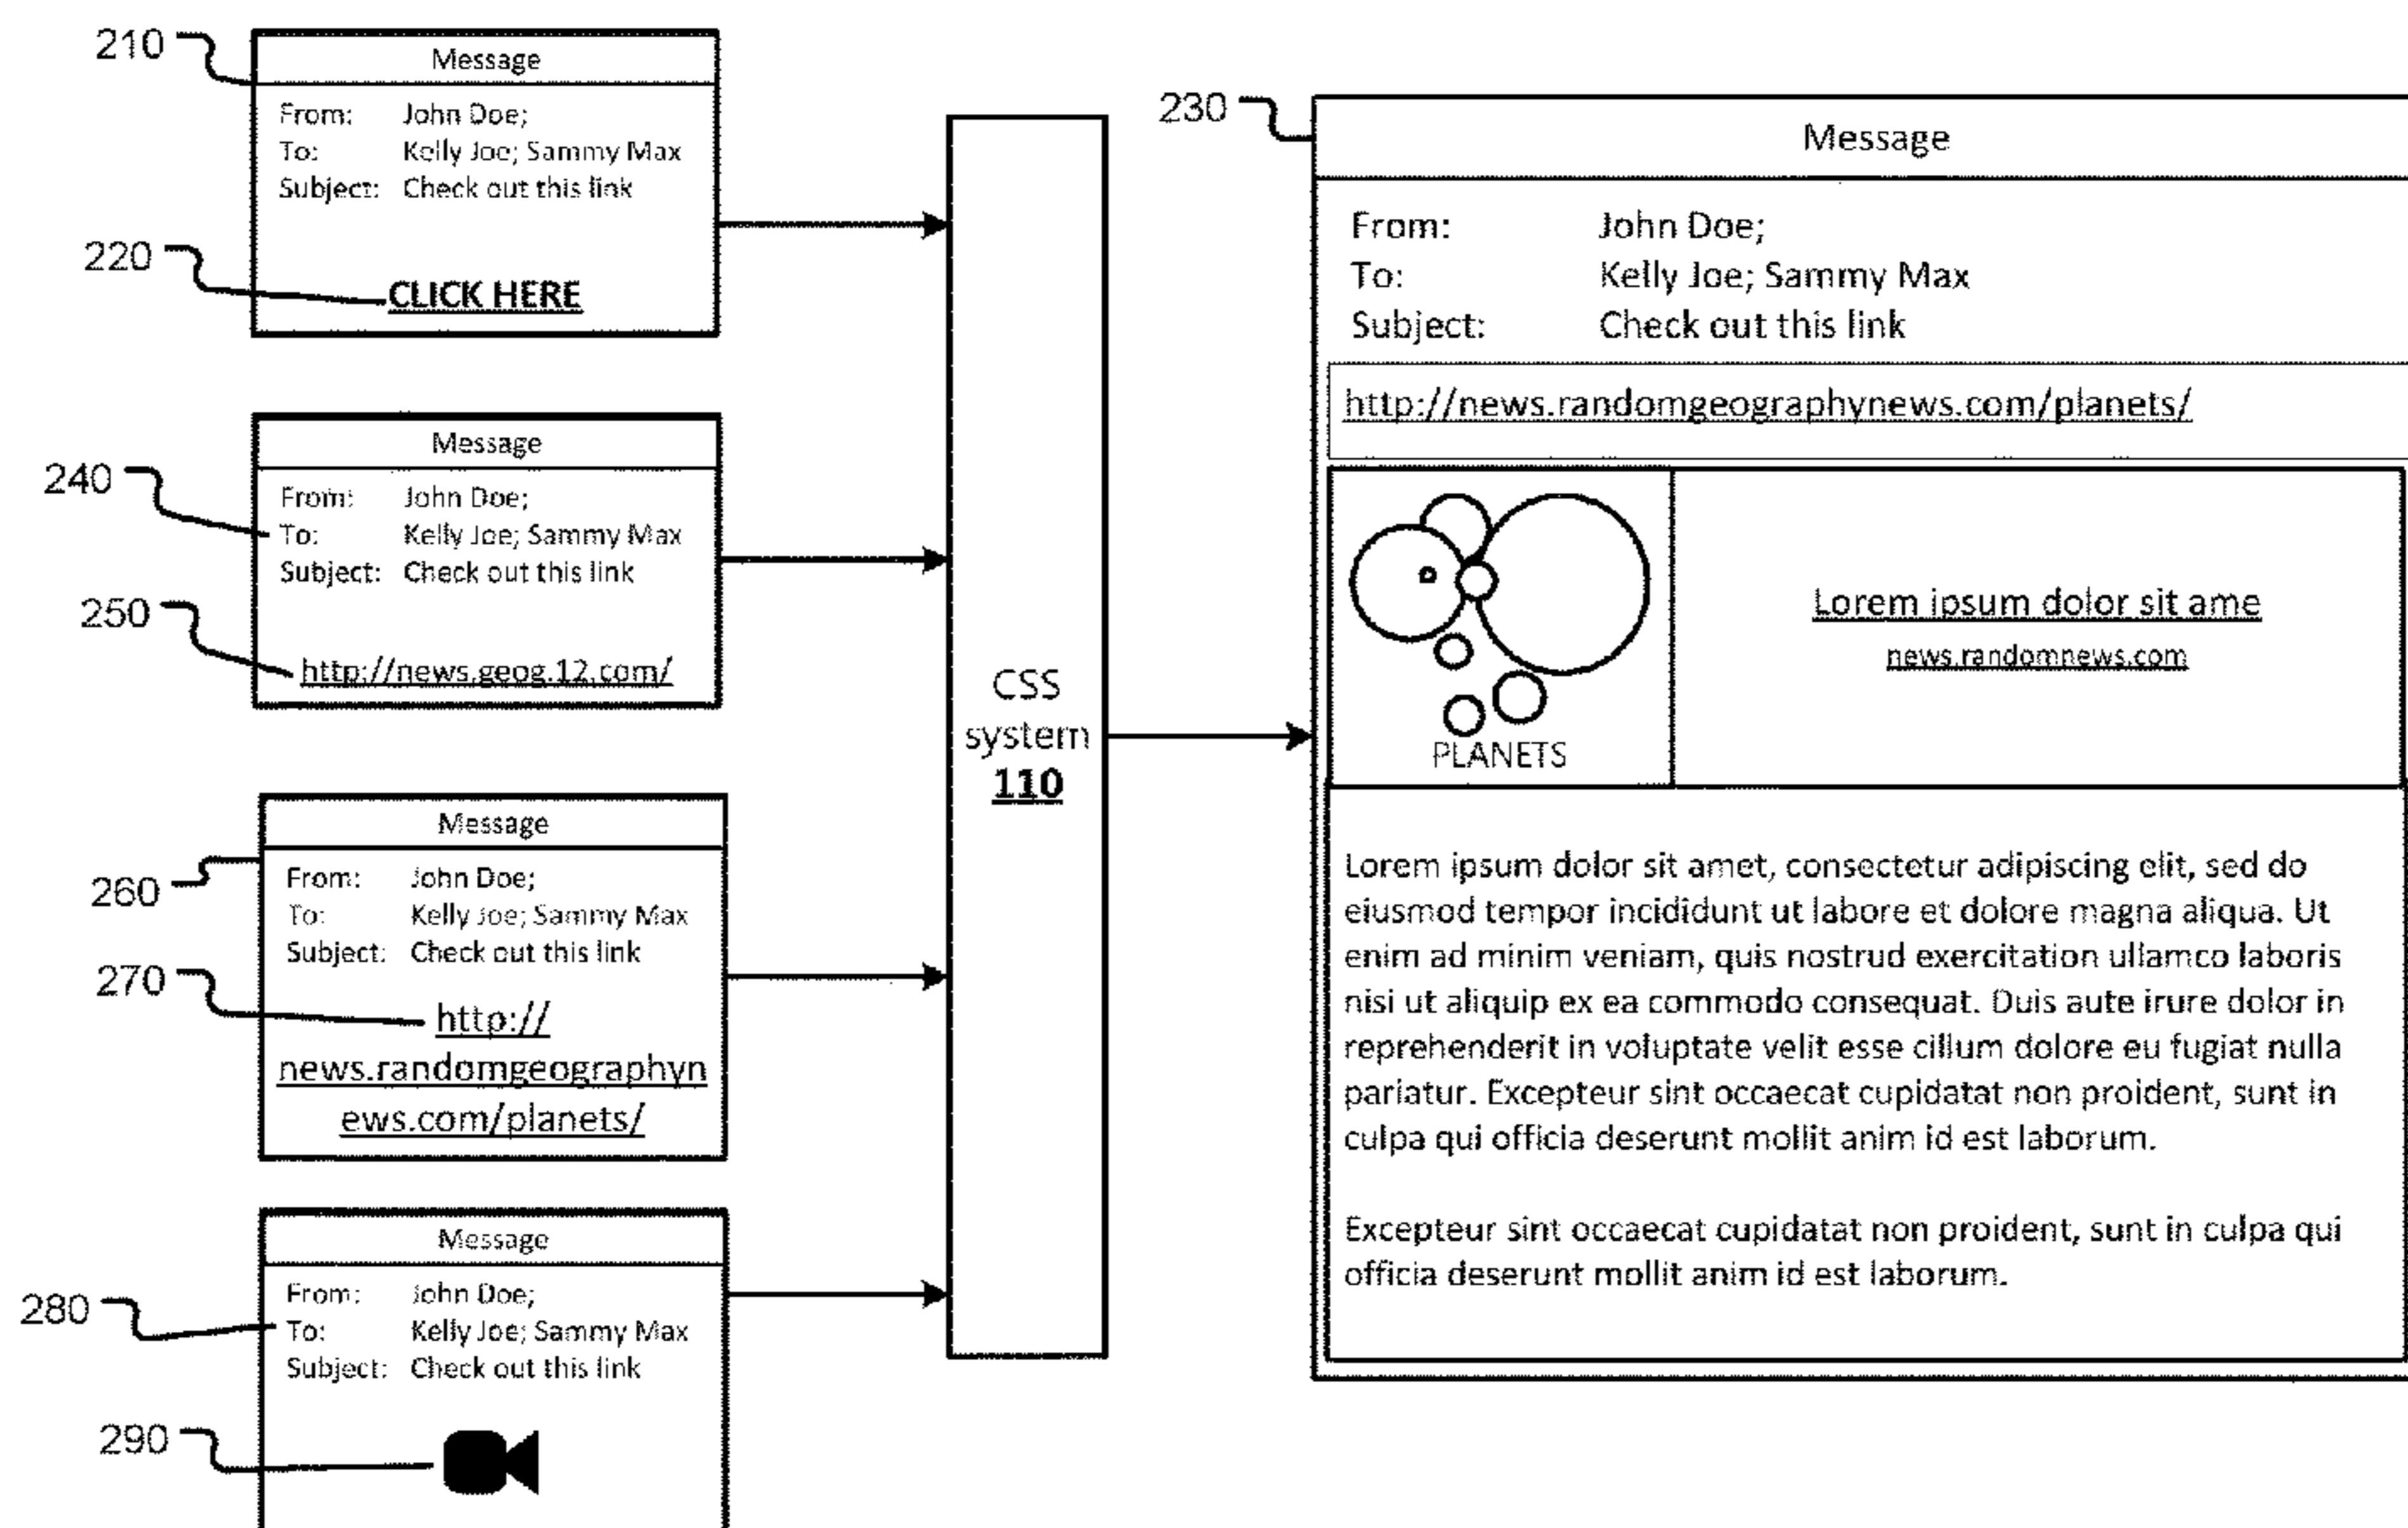 210
Message
From: John Doe;
To: Kelly Joe; Sammy Max
Subject: Check out this link
220
CLICK HERE
240
Message
From: John Doe;
To: Kelly Joe; Sammy Max
Subject: Check out this link
250
http://news.geog.12.com/
260
Message
From: John Doe;
To: Kelly Joe; Sammy Max
Subject: Check out this link
270
http://
news.randomgeographyn
ews.com/planets/
280
Message
From: John Doe;
To: Kelly Joe; Sammy Max
Subject: Check out this link
290
CSS
system
110
230
Message
From: John Doe;
To: Kelly Joe; Sammy Max
Subject: Check out this link
http://news.randomgeographynews.com/planets/
PLANETS
Lorem ipsum dolor sit ame
news.randomnews.com
Lorem ipsum dolor sit amet, consectetur adipiscing elit, sed do
eiusmod tempor incididunt ut labore et dolore magna aliqua. Ut
enim ad minim veniam, quis nostrud exercitation ullamco laboris
nisi ut aliquip ex ea commodo consequat. Duis aute irure dolor in
reprehenderit in voluptate velit esse cillum dolore eu fugiat nulla
pariatur. Excepteur sint occaecat cupidatat non proident, sunt in
culpa qui officia deserunt mollit anim id est laborum.
Excepteur sint occaecat cupidatat non proident, sunt in culpa qui
officia deserunt mollit anim id est laborum.